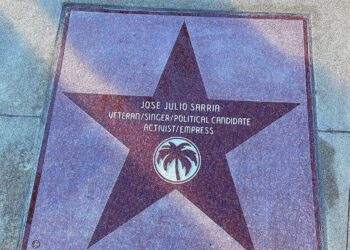 JOSE JULIO SARRIA
VETERAN/SINGER/POLITICAL CANDIDATE
ACTIVIST/EMPRESS